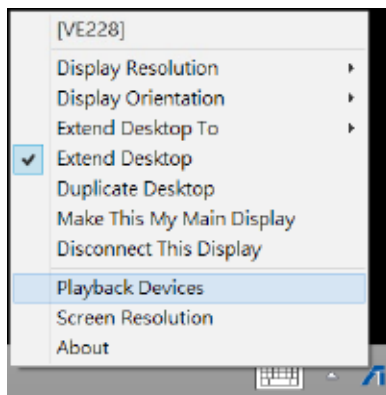 [VE228]
Display Resolution
Display Orientation
Extend Desktop To
Extend Desktop
Duplicate Desktop
Make This My Main Display
Disconnect This Display
Playback Devices
Screen Resolution
About